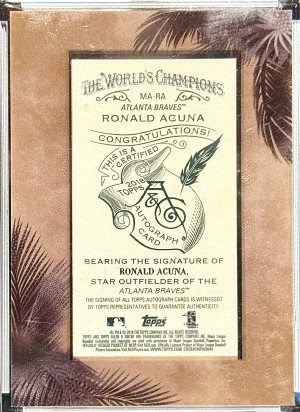 THE WORLD'S CHAMPIONS
MA-RA
ATLANTA BRAVES™
RONALD ACUNA
CONGRATULATIONS!
THIS IS A CERTIFIED
2018 TOPPS
AUTOGRAPH CARD
BEARING THE SIGNATURE OF
RONALD ACUNA,
STAR OUTFIELDER OF THE
ATLANTA BRAVES™
THE SIGNING OF ALL TOPPS AUTOGRAPH CARDS IS WITNESSED
BY TOPPS REPRESENTATIVES TO GUARANTEE AUTHENTICITY.
Topps